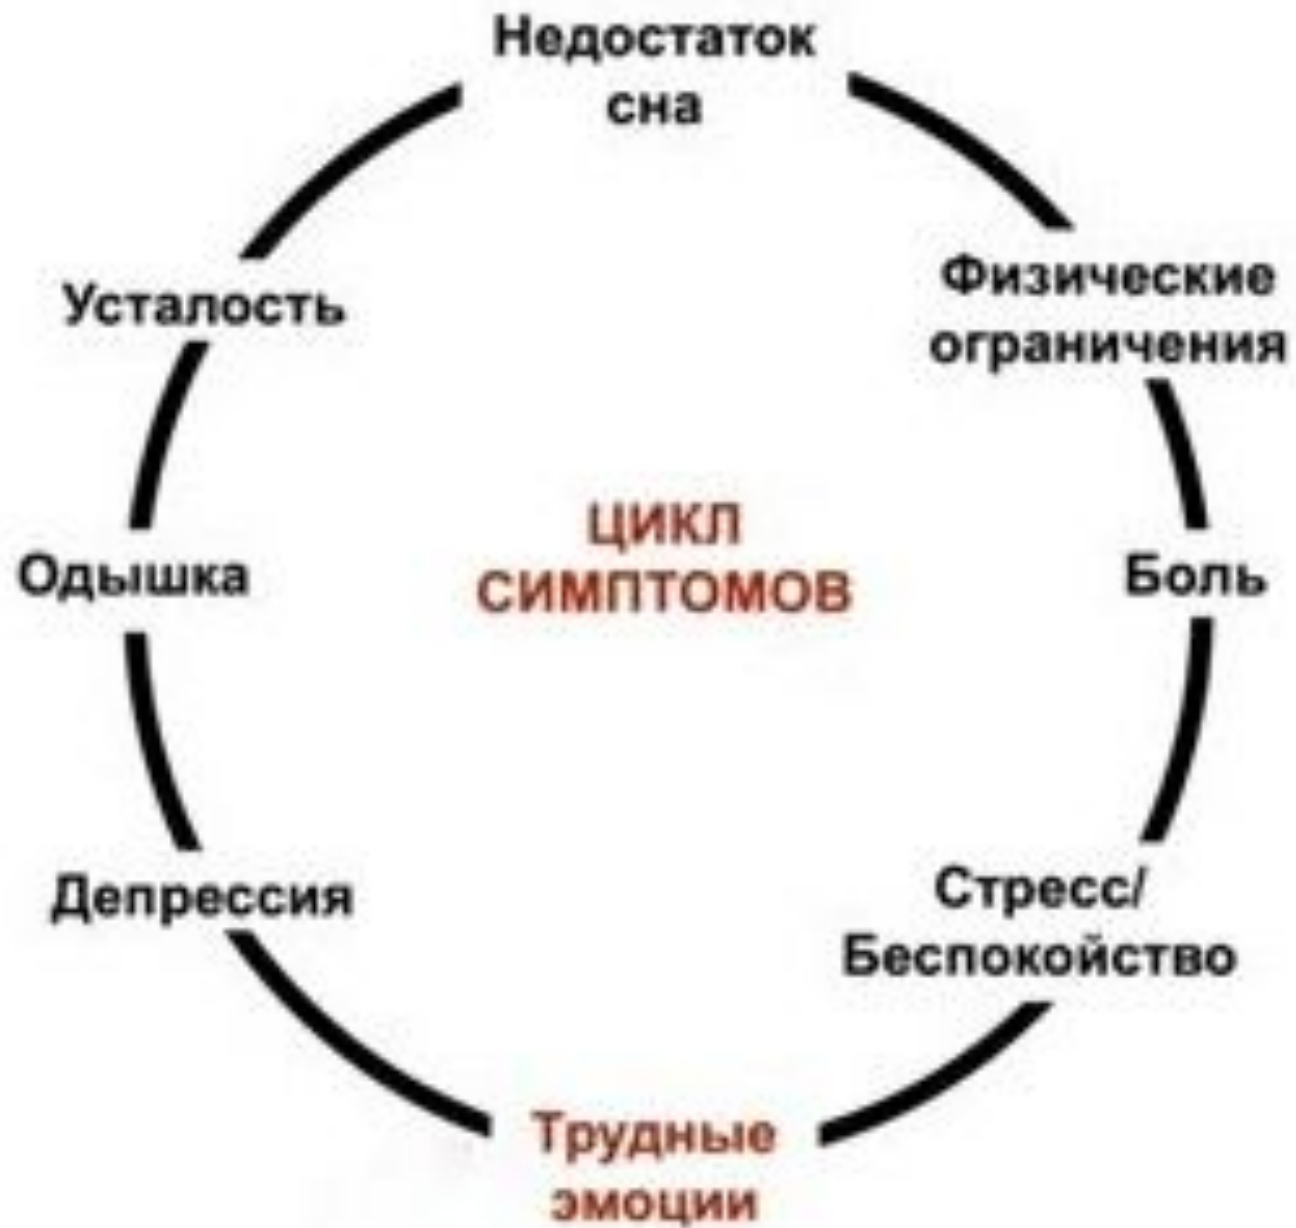 Недостаток
сна
Физические
ограничения
Боль
Стресс/
Беспокойство
Трудные
эмоции
Депрессия
Одышка
Усталость
ЦИКЛ
СИМПТОМОВ